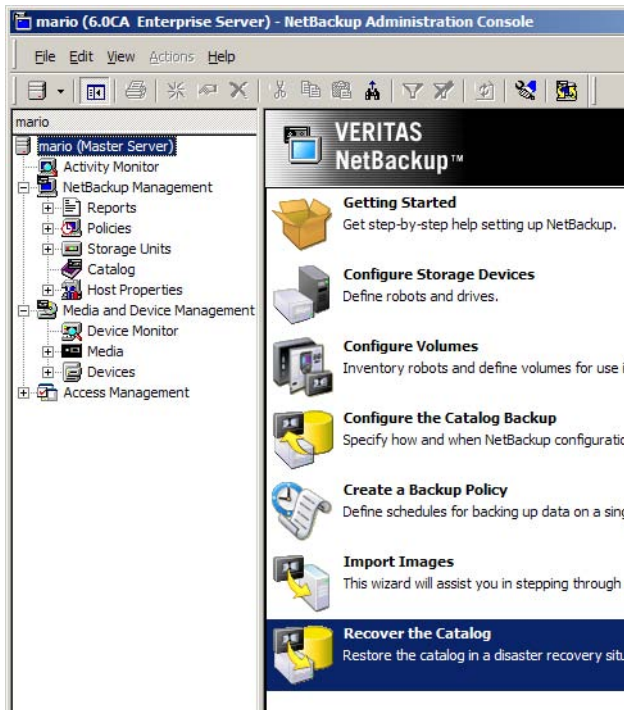 mario (6.0CA Enterprise Server) - NetBackup Administration Console
File Edit View Actions Help
mario
mario (Master Server)
Activity Monitor
NetBackup Management
Reports
Policies
Storage Units
Catalog
Host Properties
Media and Device Management
Device Monitor
Media
Devices
Access Management
VERITAS
NetBackup™
Getting Started
Get step-by-step help setting up NetBackup.
Configure Storage Devices
Define robots and drives.
Configure Volumes
Inventory robots and define volumes for use
Configure the Catalog Backup
Specify how and when NetBackup configuratio
Create a Backup Policy
Define schedules for backing up data on a sing
Import Images
This wizard will assist you in stepping through
Recover the Catalog
Restore the catalog in a disaster recovery situ